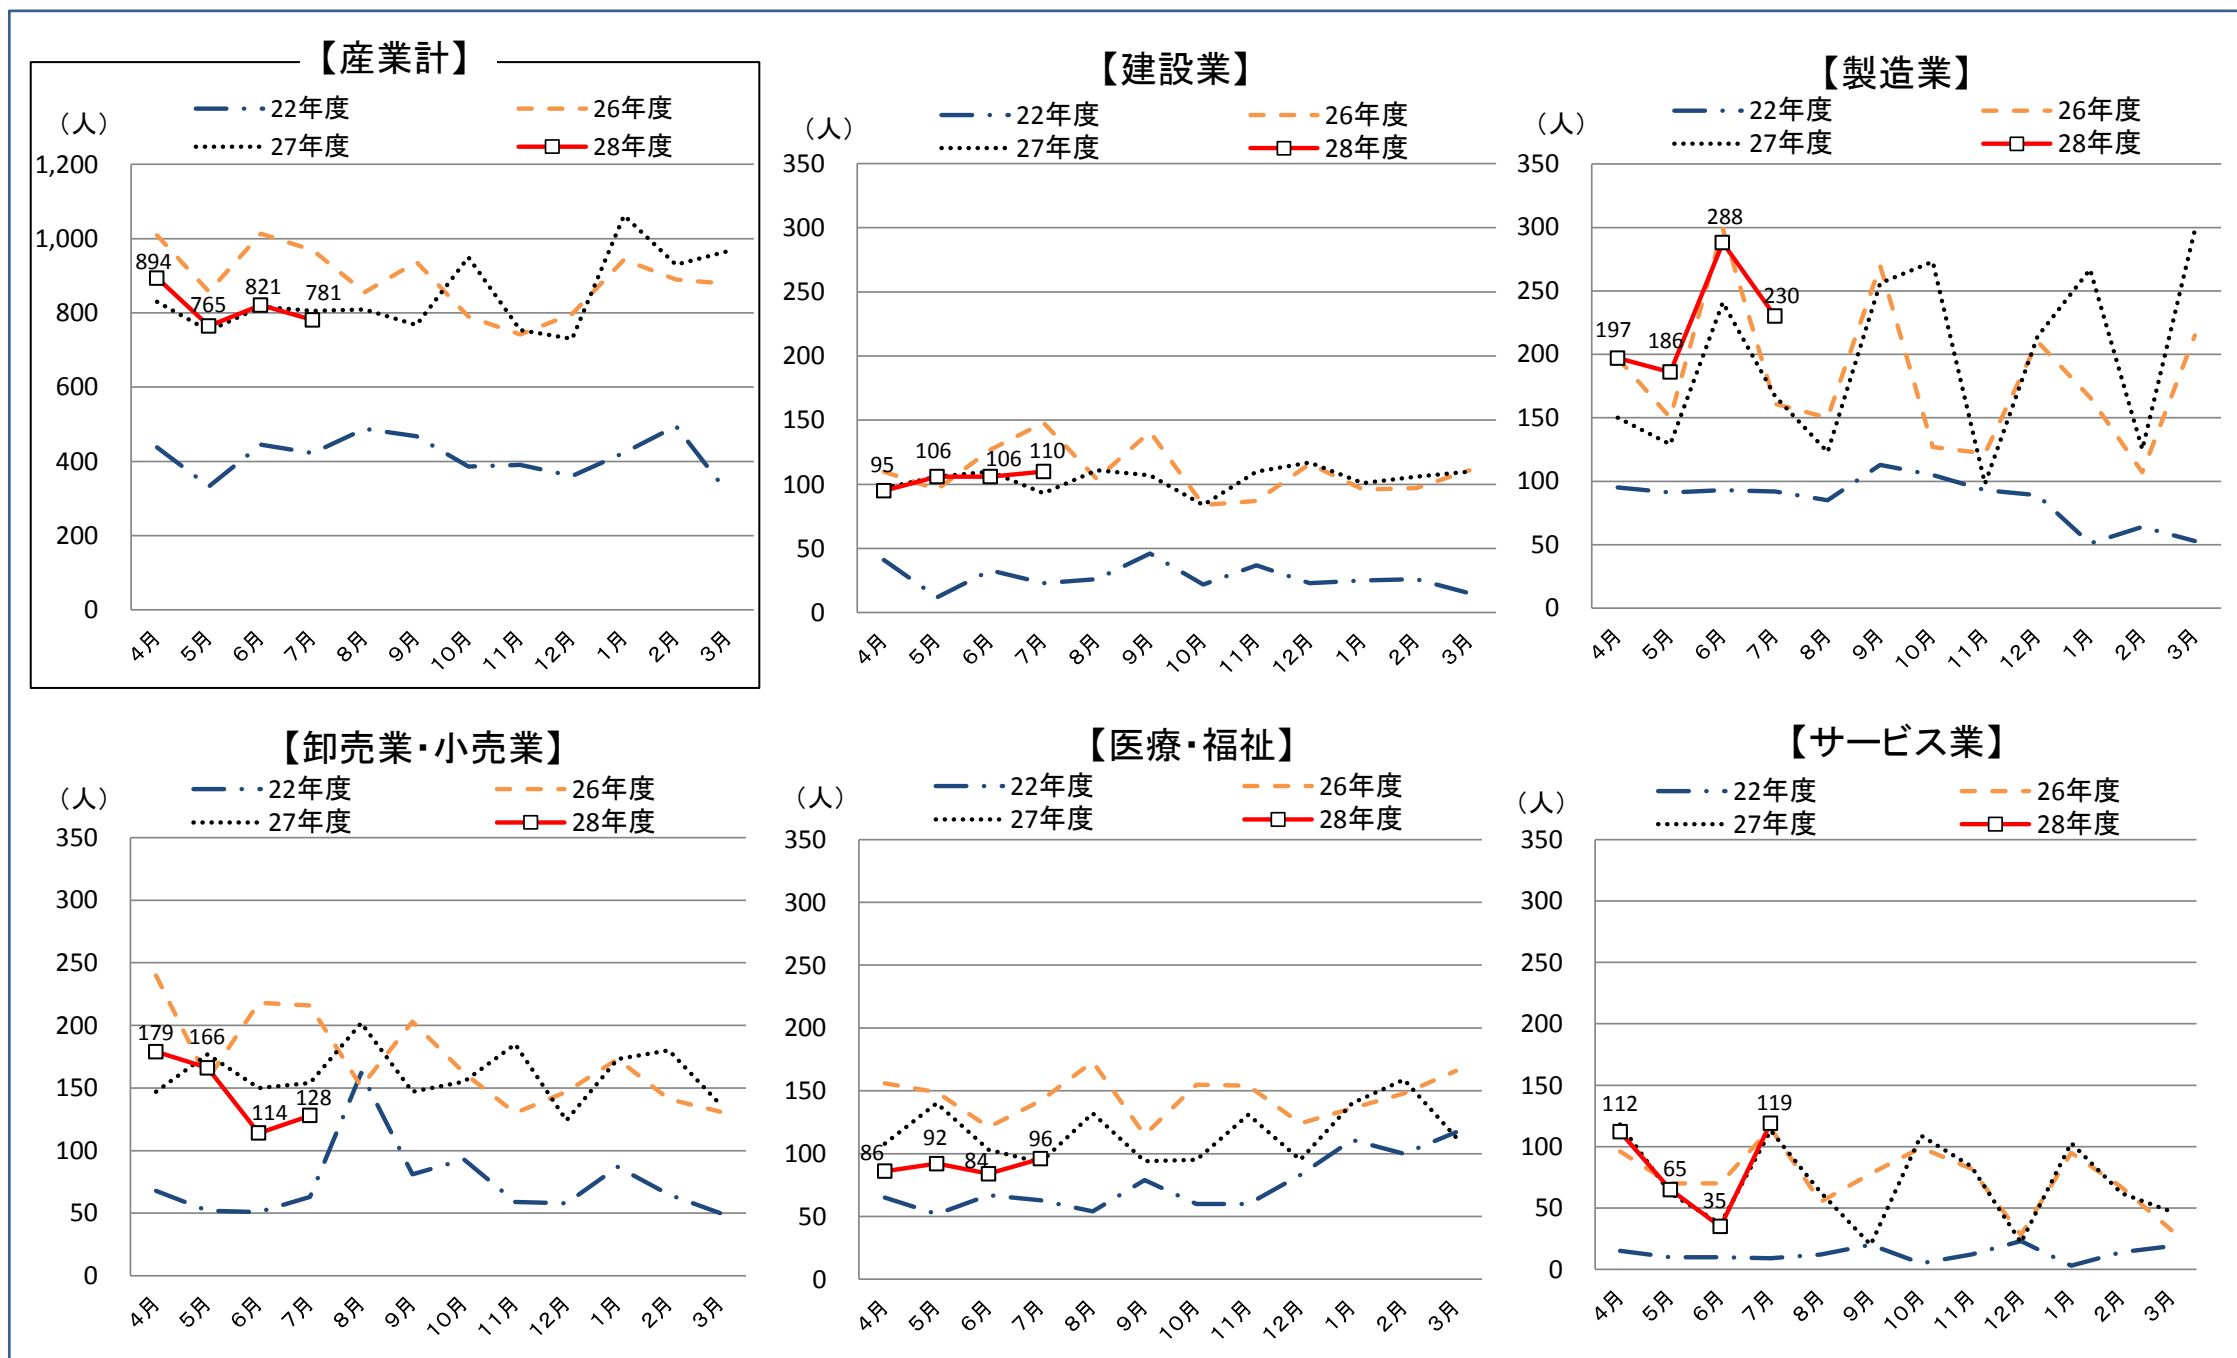 【産業計】
(人)
22年度
26年度
27年度
28年度
1,200
1,000
800
600
400
200
0
894
765
821
781
4月
5月
6月
7月
8月
9月
10月
11月
12月
1月
2月
3月
【建設業】
(人)
22年度
26年度
27年度
28年度
350
300
250
200
150
100
50
0
95
106
106
110
4月
5月
6月
7月
8月
9月
10月
11月
12月
1月
2月
3月
【製造業】
(人)
22年度
26年度
27年度
28年度
350
300
250
200
150
100
50
0
197
186
288
230
4月
5月
6月
7月
8月
9月
10月
11月
12月
1月
2月
3月
【卸売業・小売業】
(人)
22年度
26年度
27年度
28年度
350
300
250
200
150
100
50
0
179
166
114
128
4月
5月
6月
7月
8月
9月
10月
11月
12月
1月
2月
3月
【医療・福祉】
(人)
22年度
26年度
27年度
28年度
350
300
250
200
150
100
50
0
86
92
84
96
4月
5月
6月
7月
8月
9月
10月
11月
12月
1月
2月
3月
【サービス業】
(人)
22年度
26年度
27年度
28年度
350
300
250
200
150
100
50
0
112
65
35
119
4月
5月
6月
7月
8月
9月
10月
11月
12月
1月
2月
3月